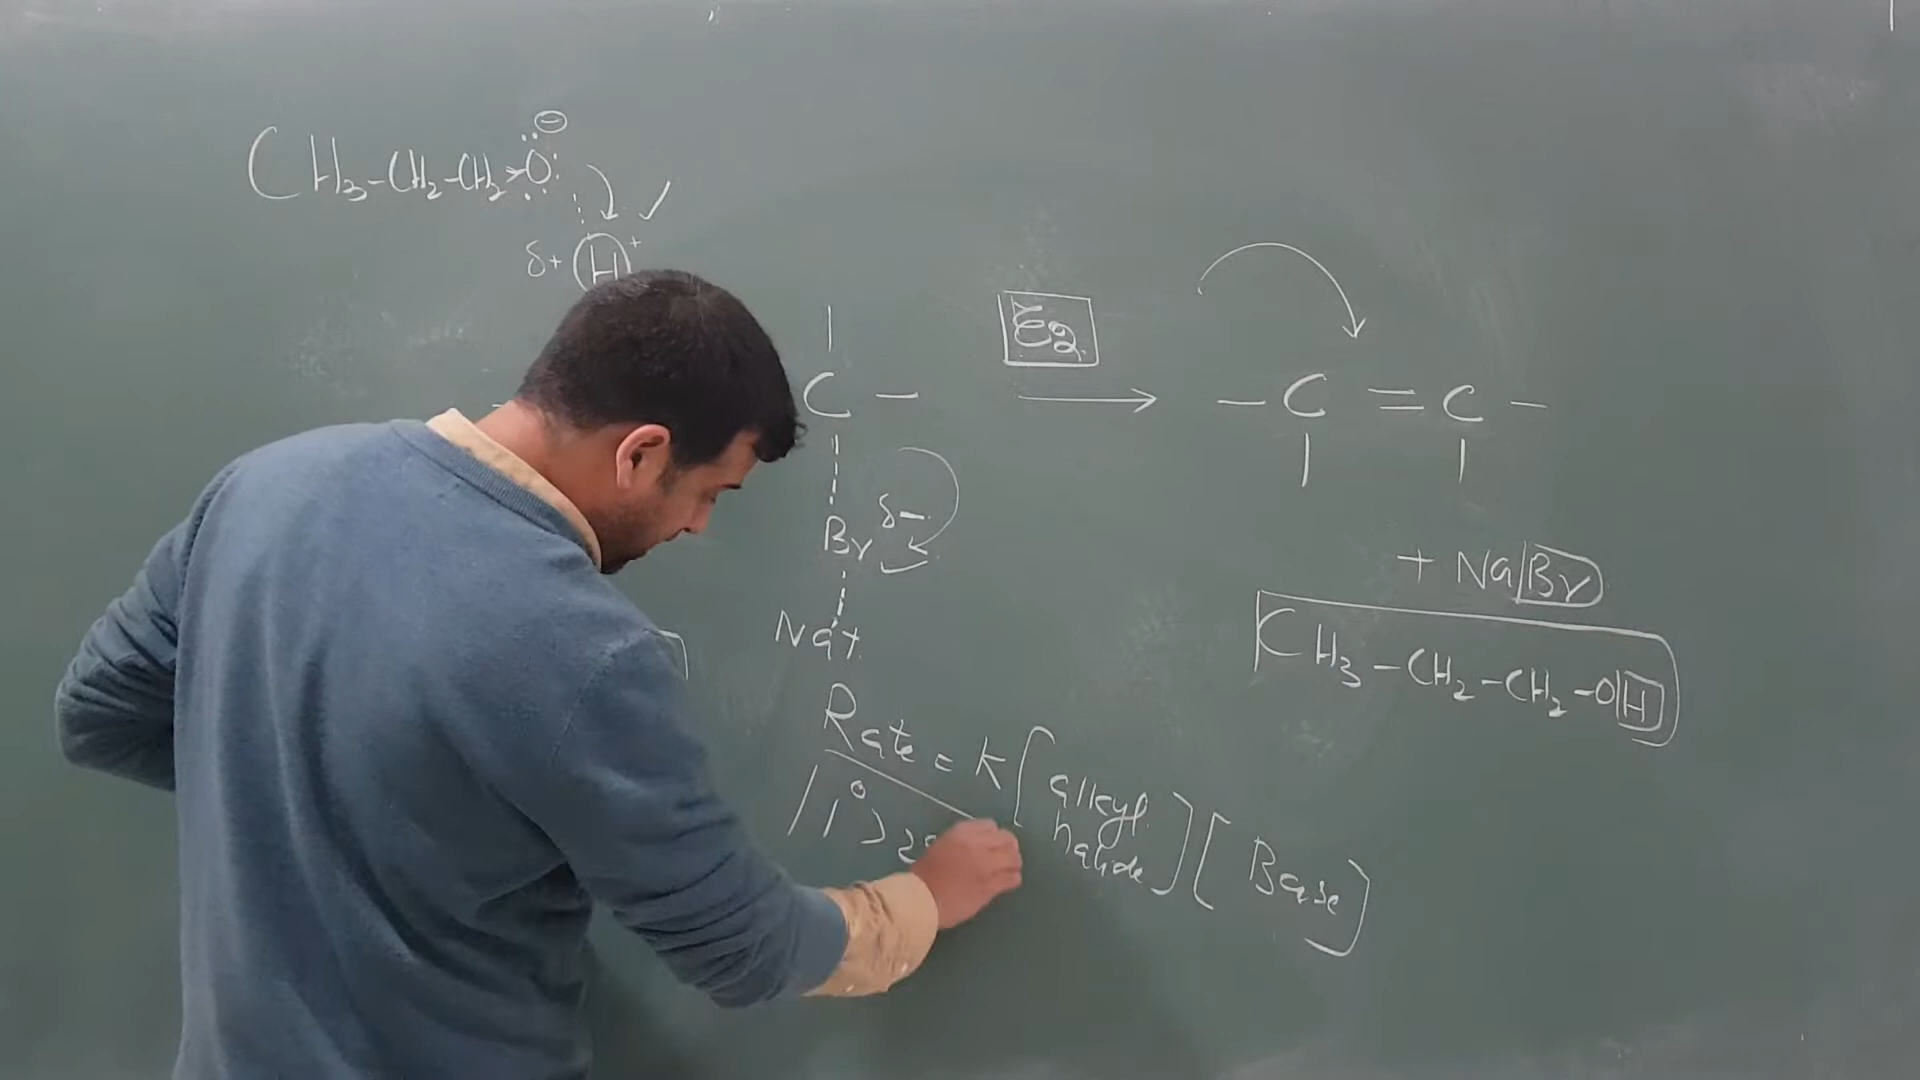 CH₃-CH₂-CH₂-O:⊖
δ+ H+ ✓
E₂
C -
- C = C -
Br δ-
Na+
+ NaBr
CH₃-CH₂-CH₂-OH
Rate = K[alkyl halide][Base]
1° > 2°